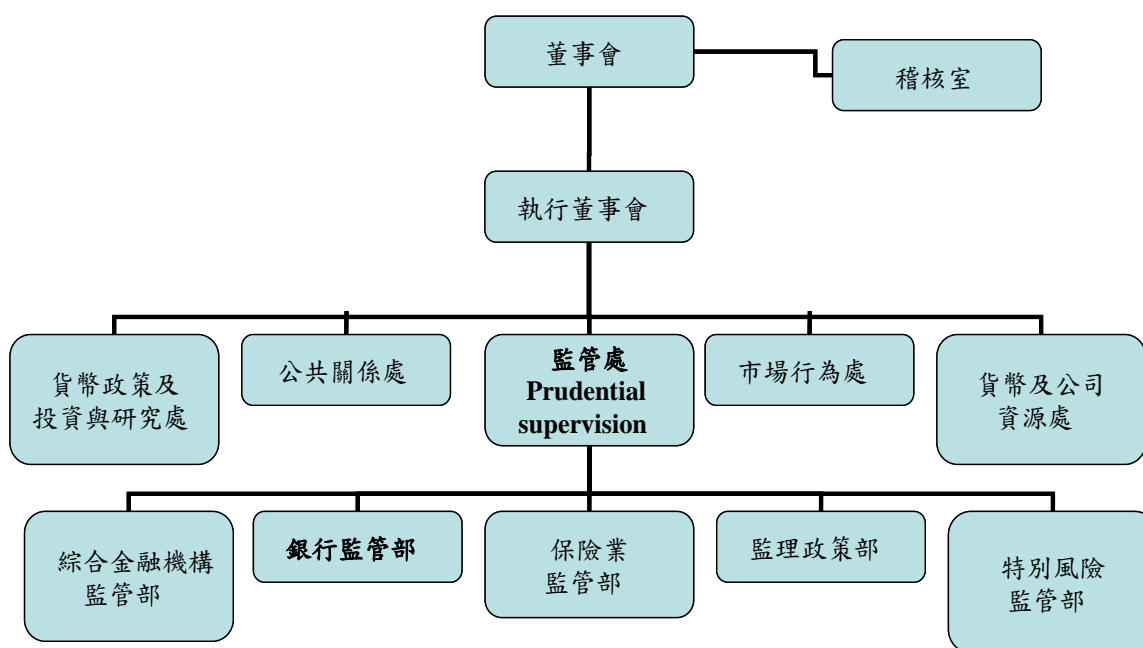 董事會
稽核室
執行董事會
貨幣政策及
投資與研究處
公共關係處
監管處
Prudential
supervision
市場行為處
貨幣及公司
資源處
綜合金融機構
監管部
銀行監管部
保險業
監管部
監理政策部
特別風險
監管部